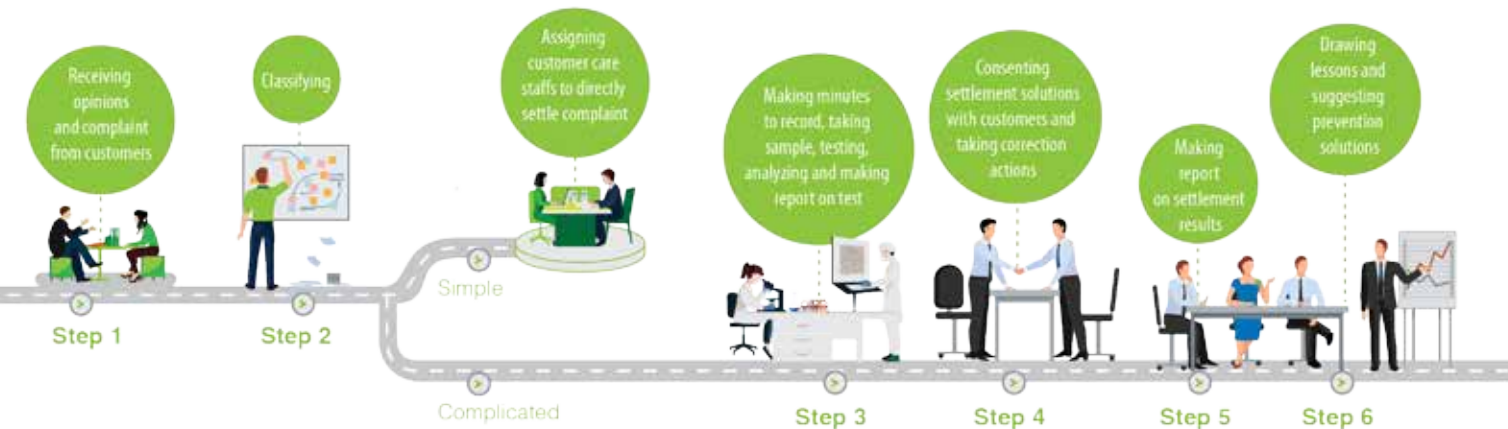 Receiving
opinions
and complaint
from customers
Step 1
Classifying
Step 2
Simple
Assigning
customer care
staffs to directly
settle complaint
Complicated
Making minutes
to record, taking
sample, testing,
analyzing and making
report on test
Step 3
Consenting
settlement solutions
with customers and
taking correction
actions
Step 4
Making
report
on settlement
results
Step 5
Drawing
lessons and
suggesting
prevention
solutions
Step 6